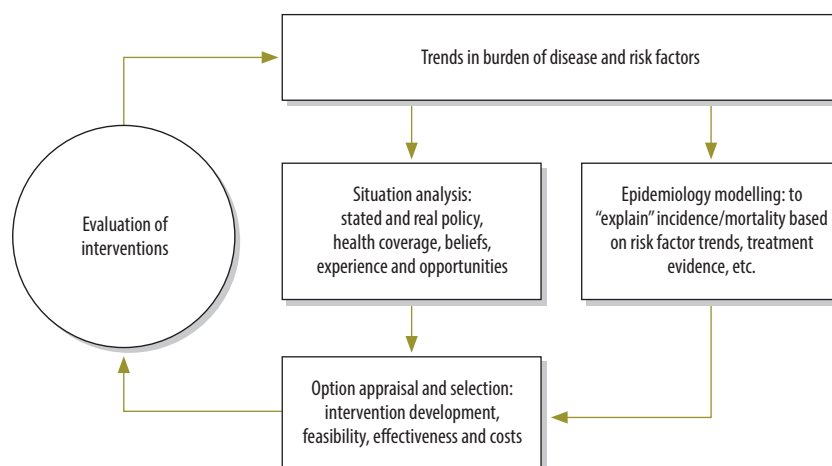 Trends in burden of disease and risk factors
Situation analysis:
stated and real policy,
health coverage, beliefs,
experience and opportunities
Epidemiology modelling: to
“explain” incidence/mortality based
on risk factor trends, treatment
evidence, etc.
Evaluation of
interventions
Option appraisal and selection:
intervention development,
feasibility, effectiveness and costs